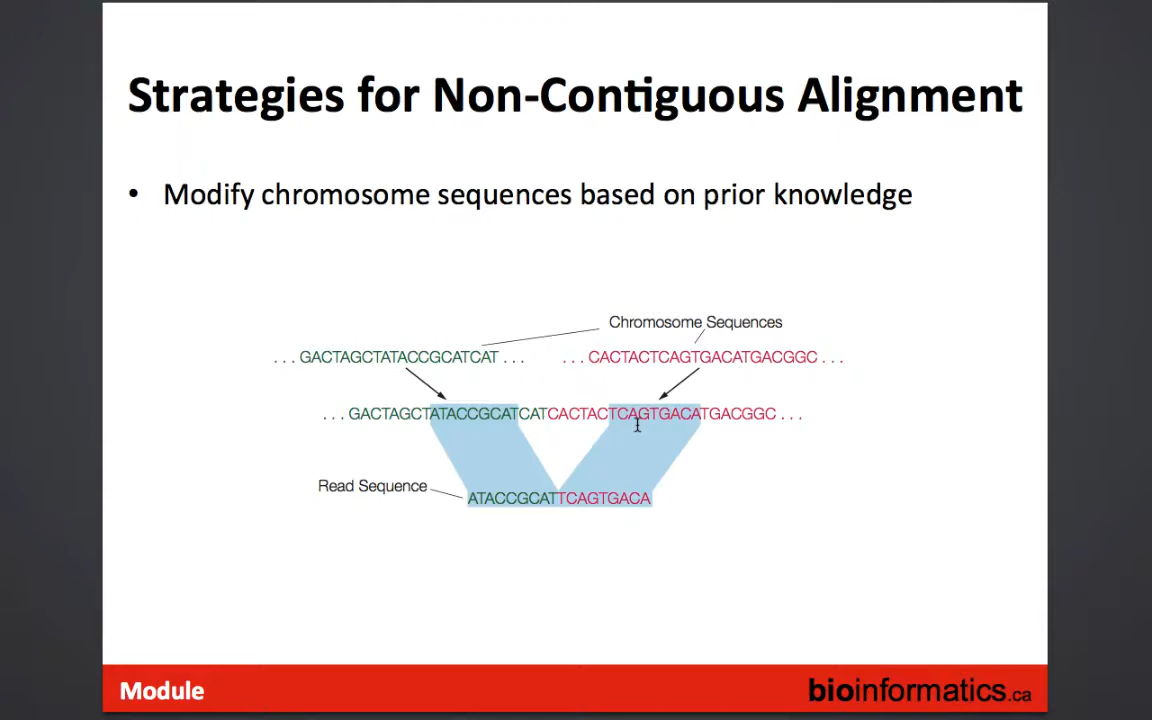 Strategies for Non-Contiguous Alignment
• Modify chromosome sequences based on prior knowledge
Chromosome Sequences
. . . GACTAGCTATACCGCATCAT . . . . . . CACTACTCAGTGACATGACGGC . . .
. . . GACTAGCTATACCGCATCATCACTACTCAGTGACATGACGGC . . .
Read Sequence
ATACCGCATTCAGTGACA
Module
bioinformatics.ca